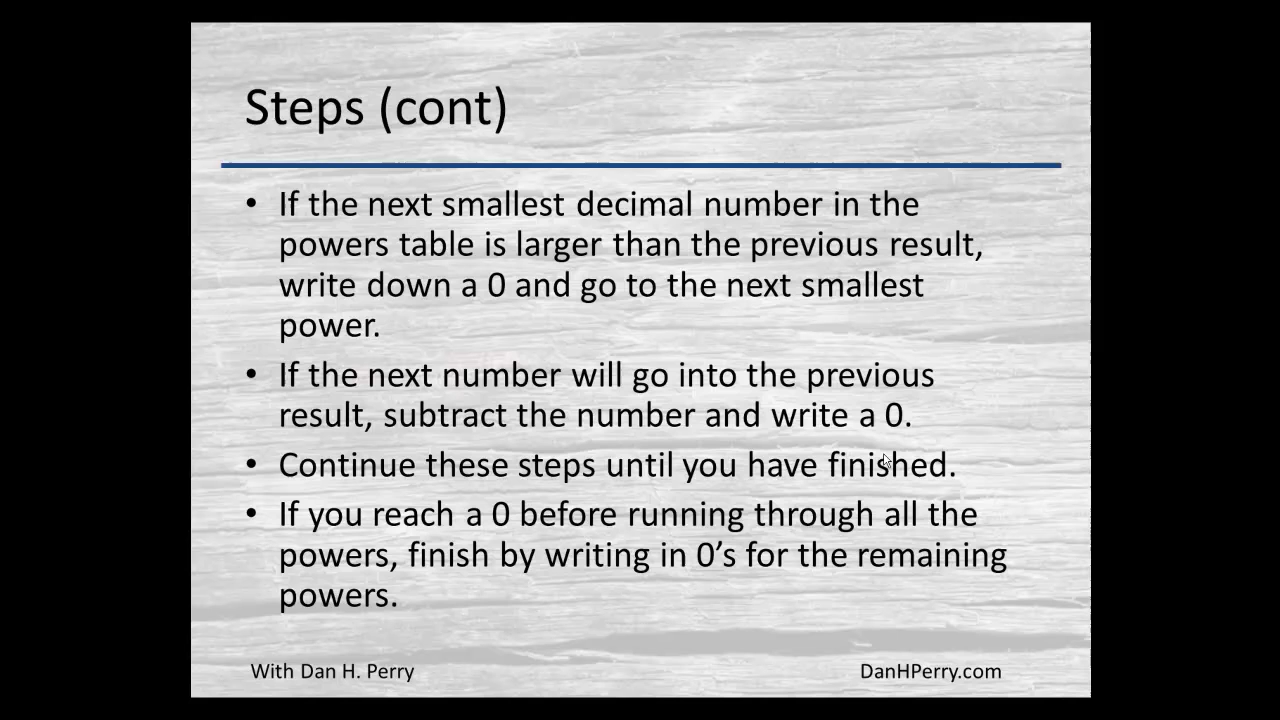 Steps (cont)
• If the next smallest decimal number in the
powers table is larger than the previous result,
write down a 0 and go to the next smallest
power.
• If the next number will go into the previous
result, subtract the number and write a 0.
• Continue these steps until you have finished.
• If you reach a 0 before running through all the
powers, finish by writing in 0’s for the remaining
powers.
With Dan H. Perry
DanHPerry.com